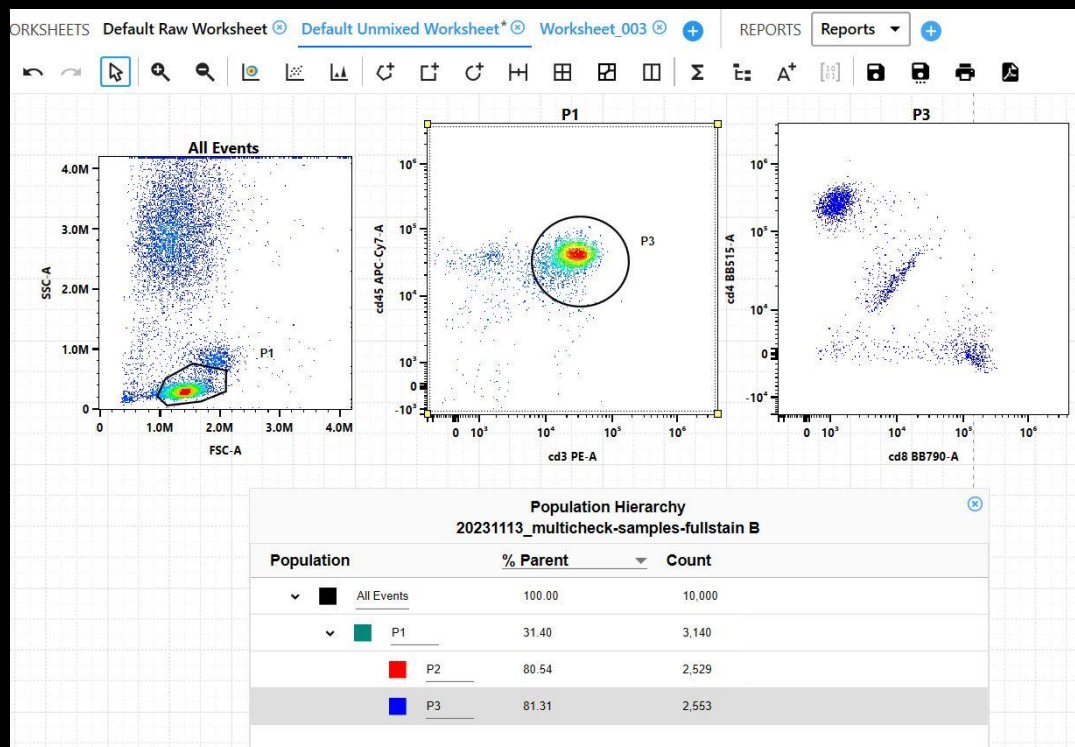 ORKSHEETS Default Raw Worksheet Default Unmixed Worksheet* Worksheet_003 REPORTS Reports
All Events
4.0M
3.0M
2.0M
1.0M
0
SSC-A
P1
0 1.0M 2.0M 3.0M 4.0M
FSC-A
P1
10⁶
10⁵
10⁴
10³
0
-10³
cd45 APC-Cy7-A
P3
0 10³ 10⁴ 10⁵ 10⁶
cd3 PE-A
P3
10⁶
10⁵
10⁴
0
-10⁴
cd4 BB515-A
0 10³ 10⁴ 10⁵ 10⁶
cd8 BB790-A
Population Hierarchy
20231113_multicheck-samples-fullstain B
Population % Parent Count
All Events 100.00 10,000
P1 31.40 3,140
P2 80.54 2,529
P3 81.31 2,553